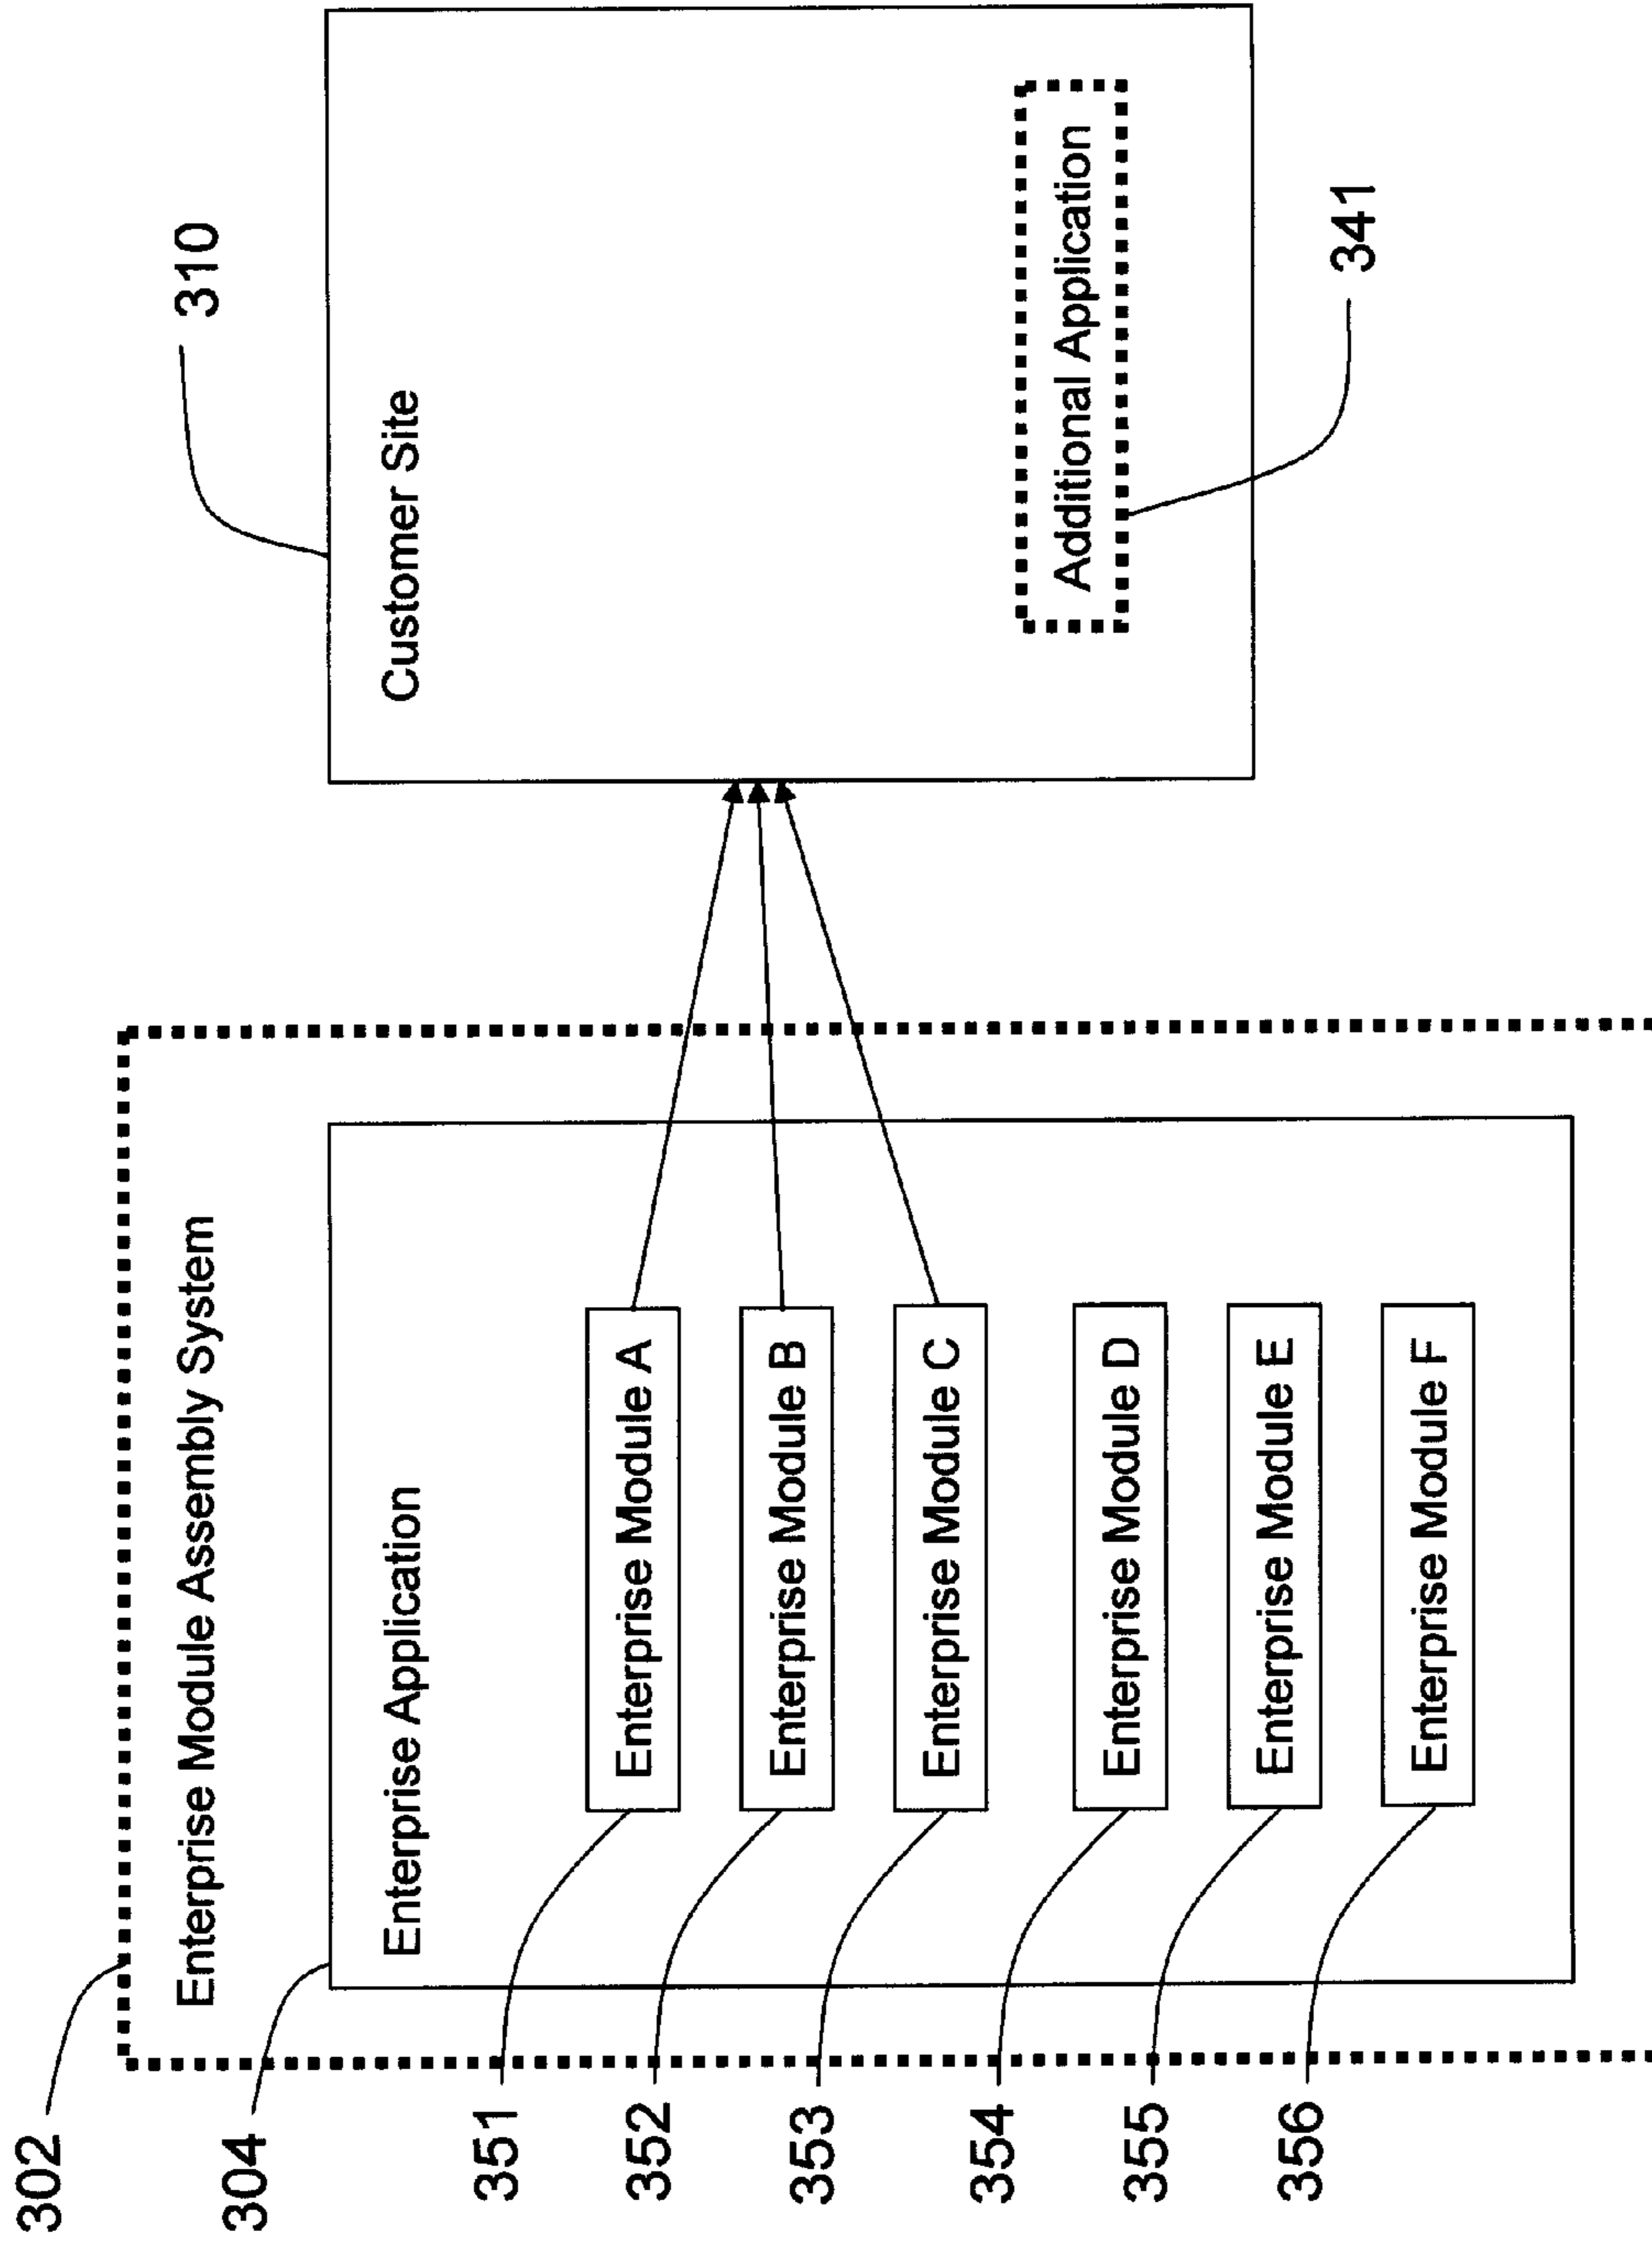 302
Enterprise Module Assembly System
304
Enterprise Application
351
Enterprise Module A
352
Enterprise Module B
353
Enterprise Module C
354
Enterprise Module D
355
Enterprise Module E
356
Enterprise Module F
310
Customer Site
Additional Application
341